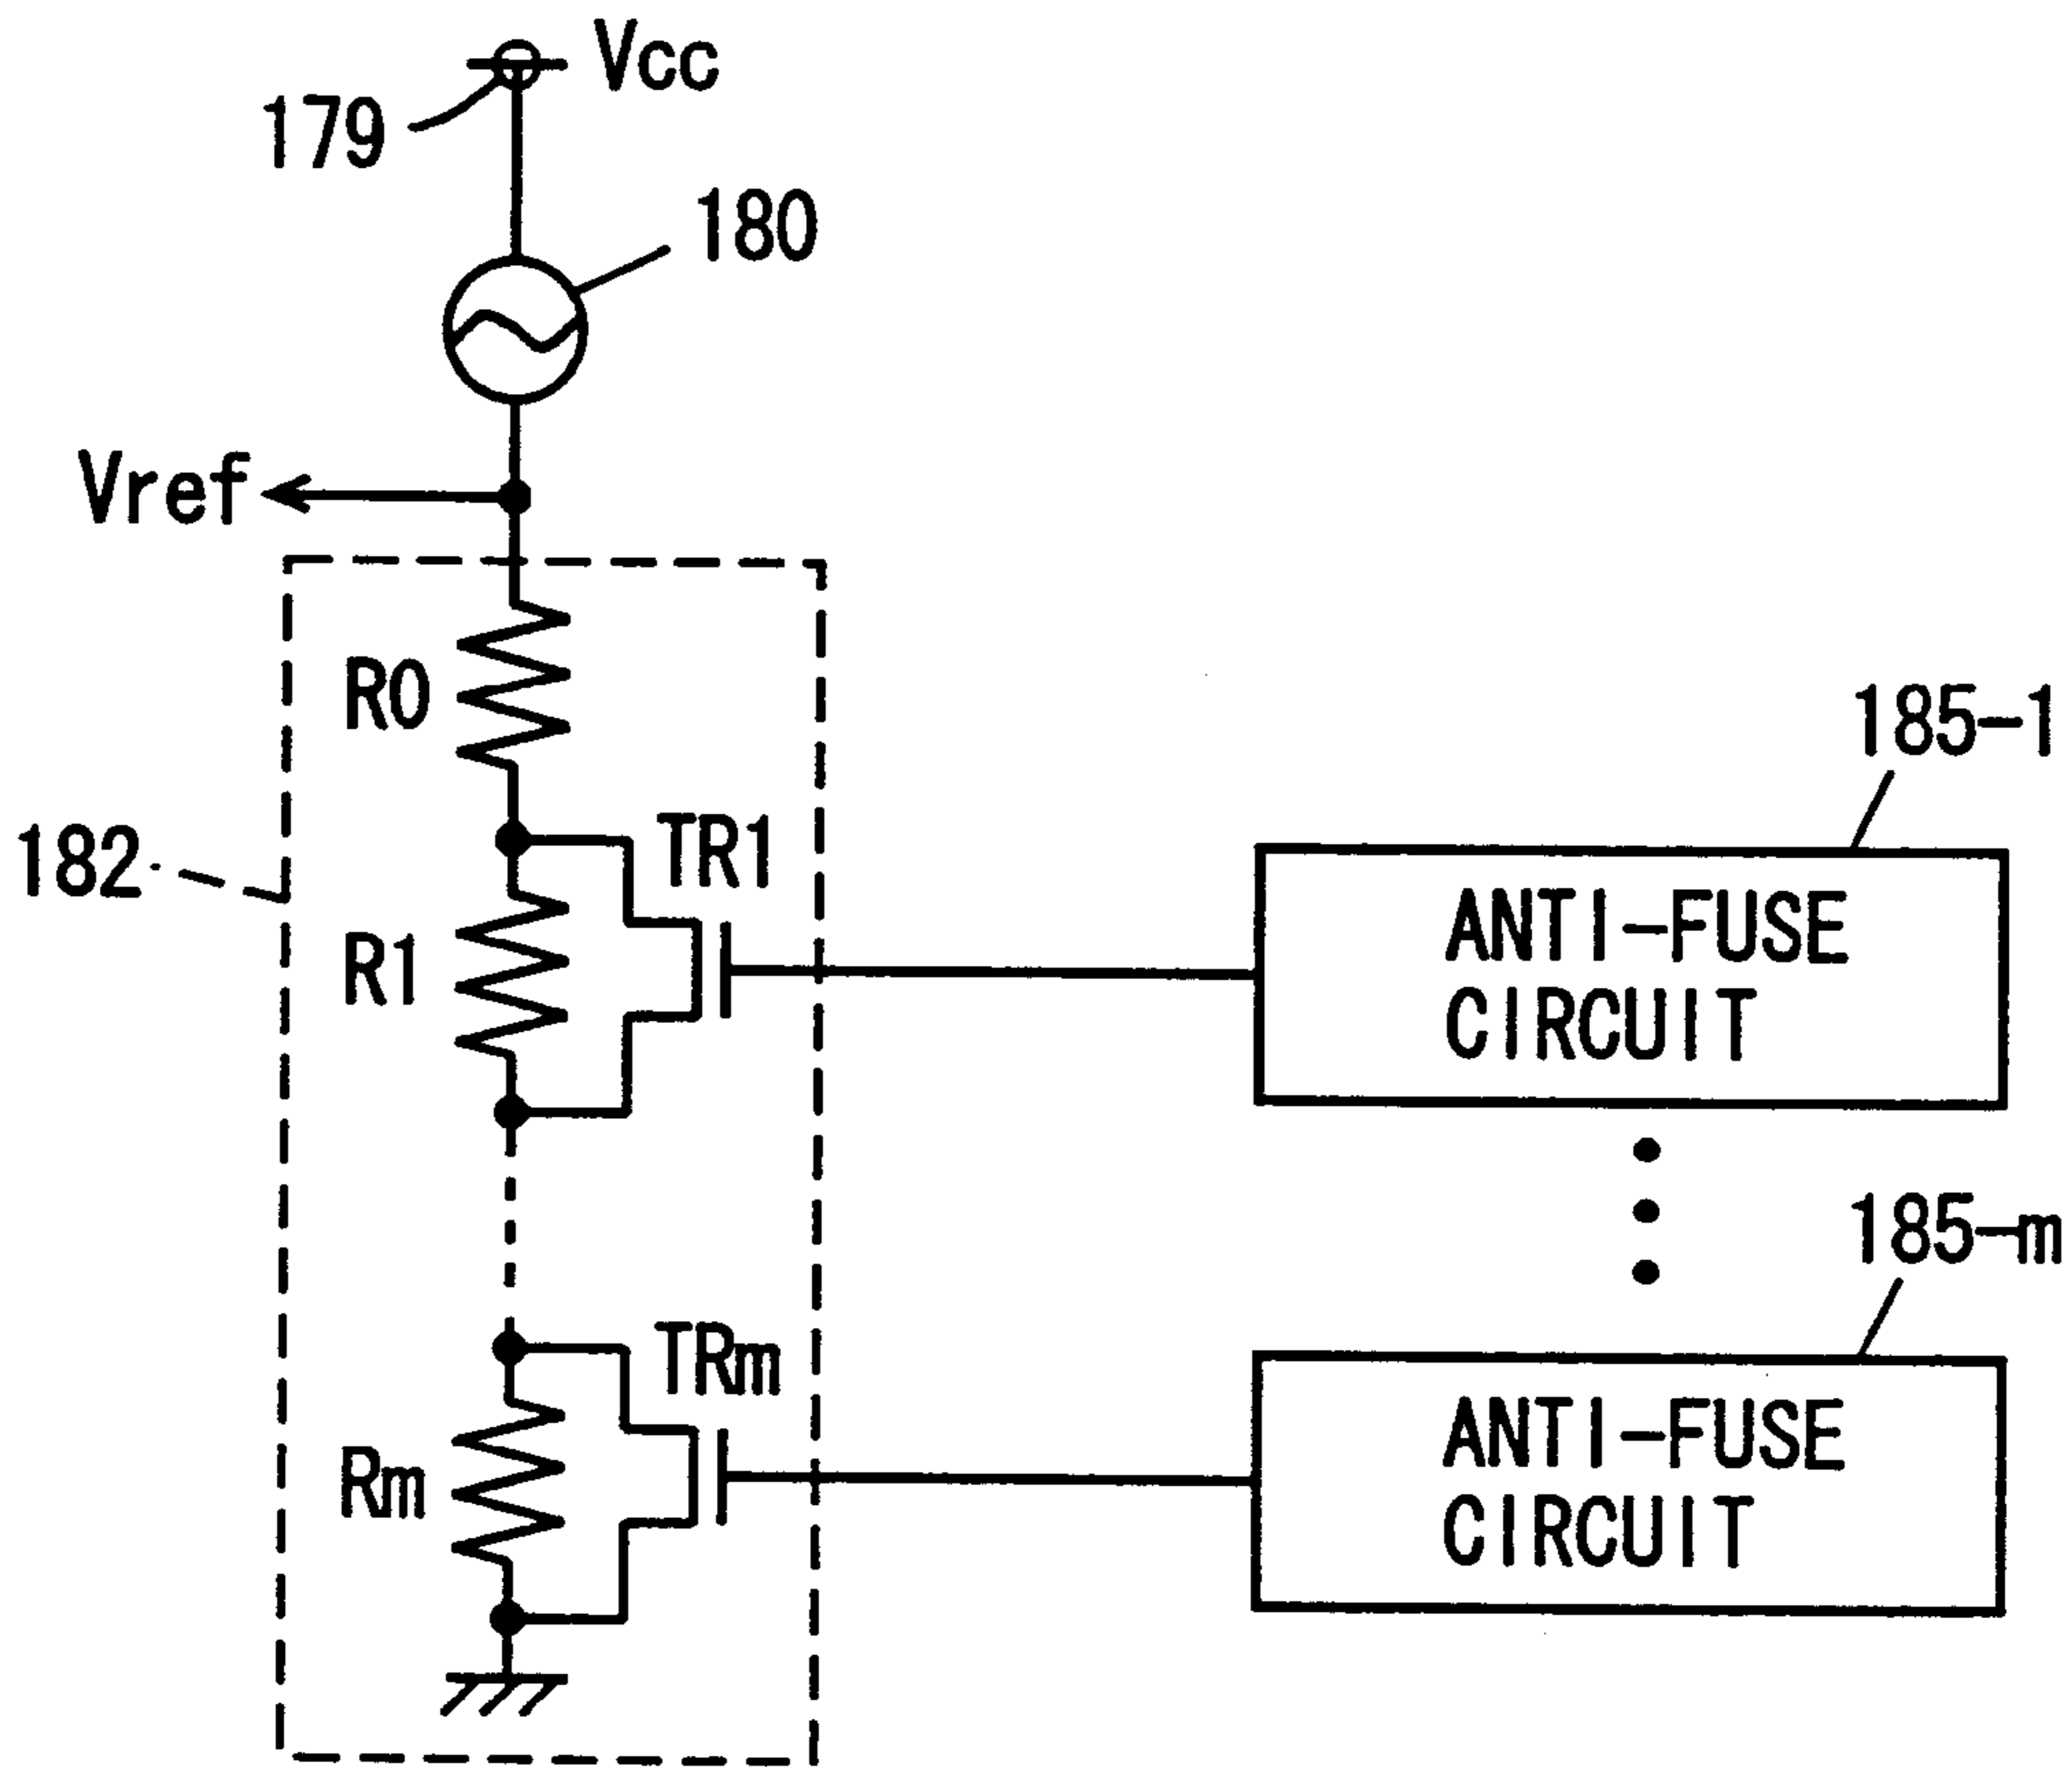 Vcc
179
180
Vref
R0
185-1
182
TR1
R1
ANTI-FUSE
CIRCUIT
185-m
TRm
Rm
ANTI-FUSE
CIRCUIT